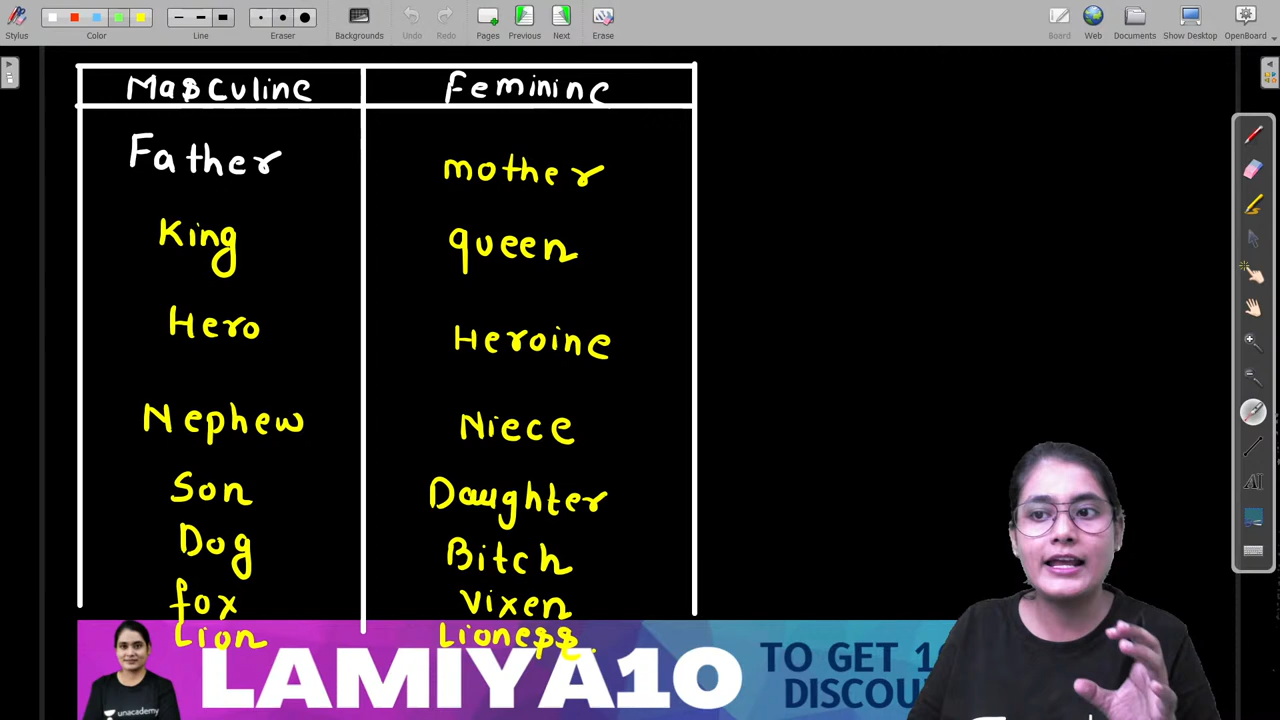 Stylus Color Line Eraser Backgrounds Undo Redo Pages Previous Next Erase Board Web Documents Show Desktop OpenBoard
Masculine Feminine
Father mother
King queen
Hero Heroine
Nephew Niece
Son Daughter
Dog Bitch
fox vixen
Lion Lioness.
LAMIYA10
TO GET 1
DISCOU
unacademy